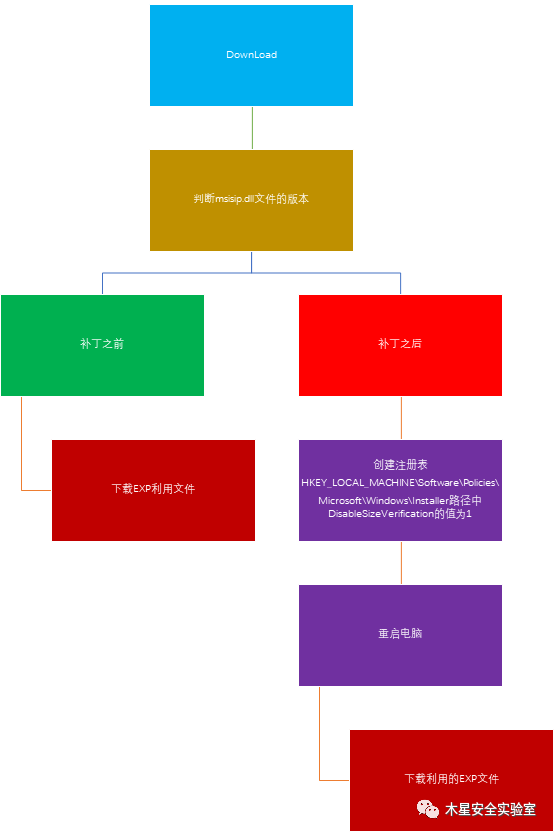 DownLoad
判断msisip.dll文件的版本
补丁之前
补丁之后
下载EXP利用文件
创建注册表
HKEY_LOCAL_MACHINE\Software\Policies\
Microsoft\Windows\Installer路径中
DisableSizeVerification的值为1
重启电脑
下载利用的EXP文件
木星安全实验室